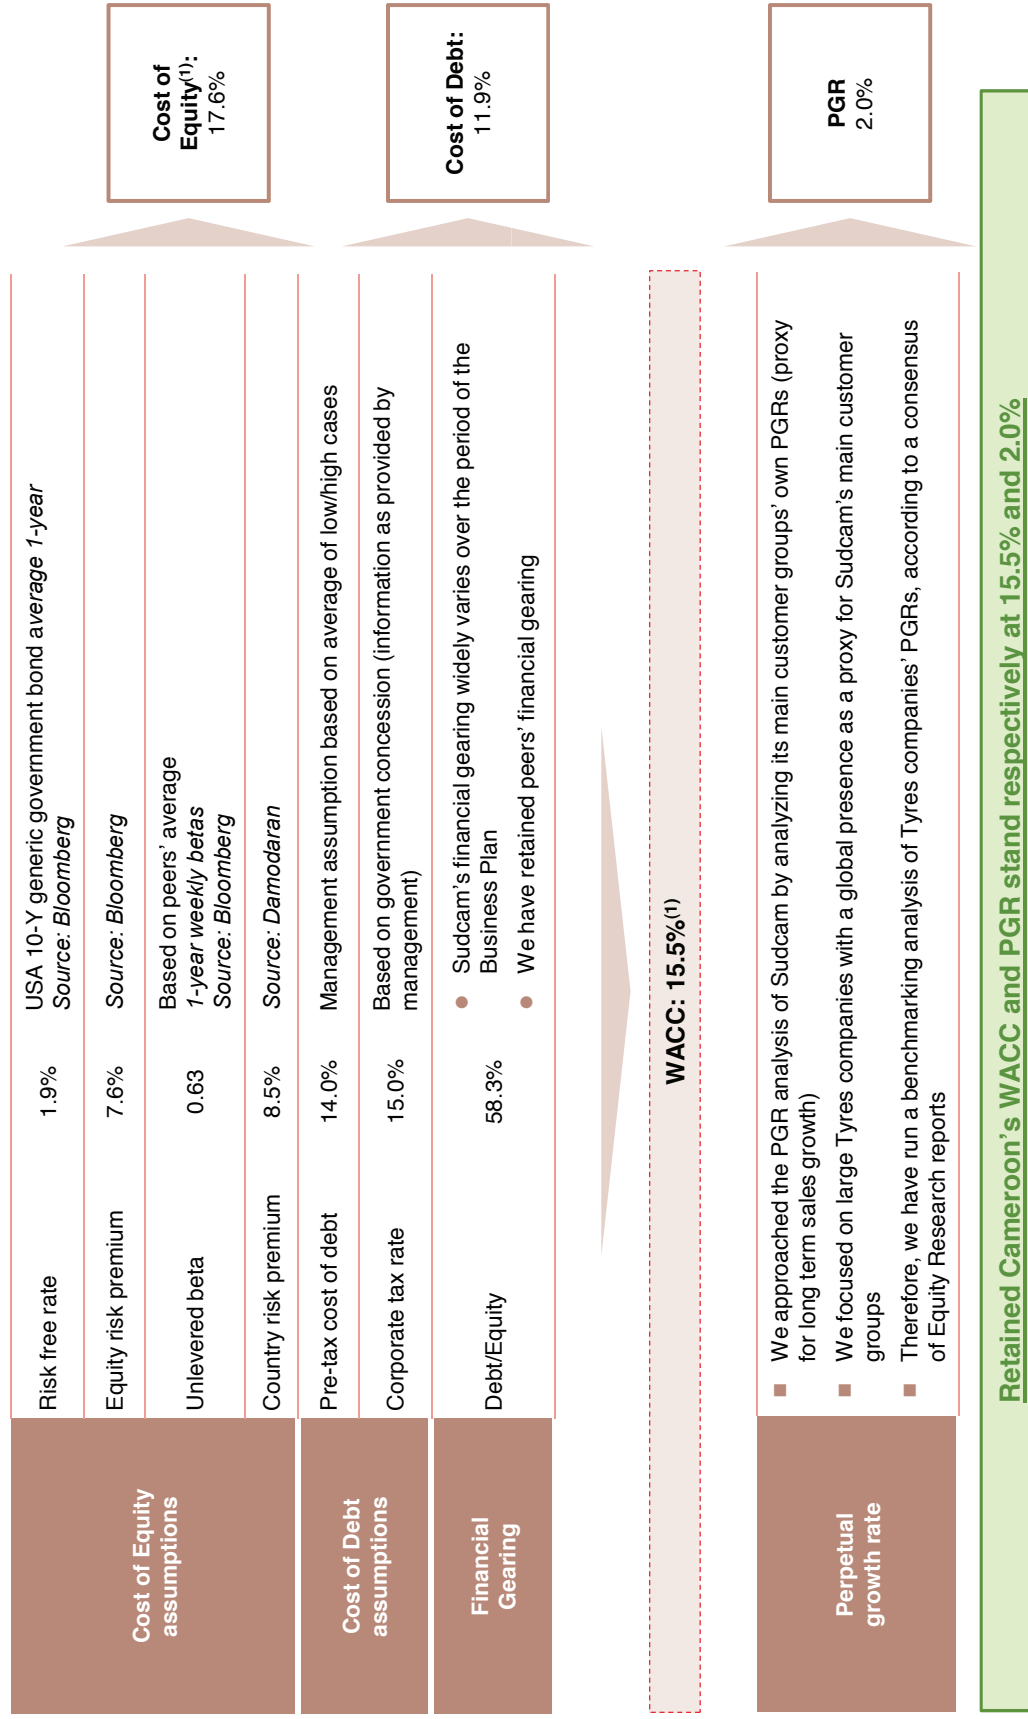 Cost of Equity
assumptions
Risk free rate
1.9%
USA 10-Y generic government bond average 1-year
Source: Bloomberg
Equity risk premium
7.6%
Source: Bloomberg
Unlevered beta
0.63
Based on peers’ average
1-year weekly betas
Source: Bloomberg
Country risk premium
8.5%
Source: Damodaran
Cost of
Equity(1):
17.6%
Cost of Debt
assumptions
Pre-tax cost of debt
14.0%
Management assumption based on average of low/high cases
Corporate tax rate
15.0%
Based on government concession (information as provided by
management)
Cost of Debt:
11.9%
Financial
Gearing
Debt/Equity
58.3%
Sudcam’s financial gearing widely varies over the period of the
Business Plan
We have retained peers’ financial gearing
WACC: 15.5%(1)
Perpetual
growth rate
We approached the PGR analysis of Sudcam by analyzing its main customer groups’ own PGRs (proxy
for long term sales growth)
We focused on large Tyres companies with a global presence as a proxy for Sudcam’s main customer
groups
Therefore, we have run a benchmarking analysis of Tyres companies’ PGRs, according to a consensus
of Equity Research reports
PGR
2.0%
Retained Cameroon’s WACC and PGR stand respectively at 15.5% and 2.0%